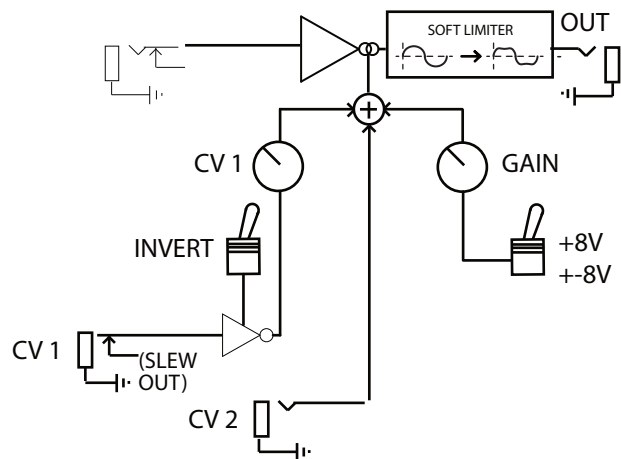 SOFT LIMITER
OUT
CV 1
GAIN
INVERT
+8V
+-8V
CV 1
(SLEW
OUT)
CV 2